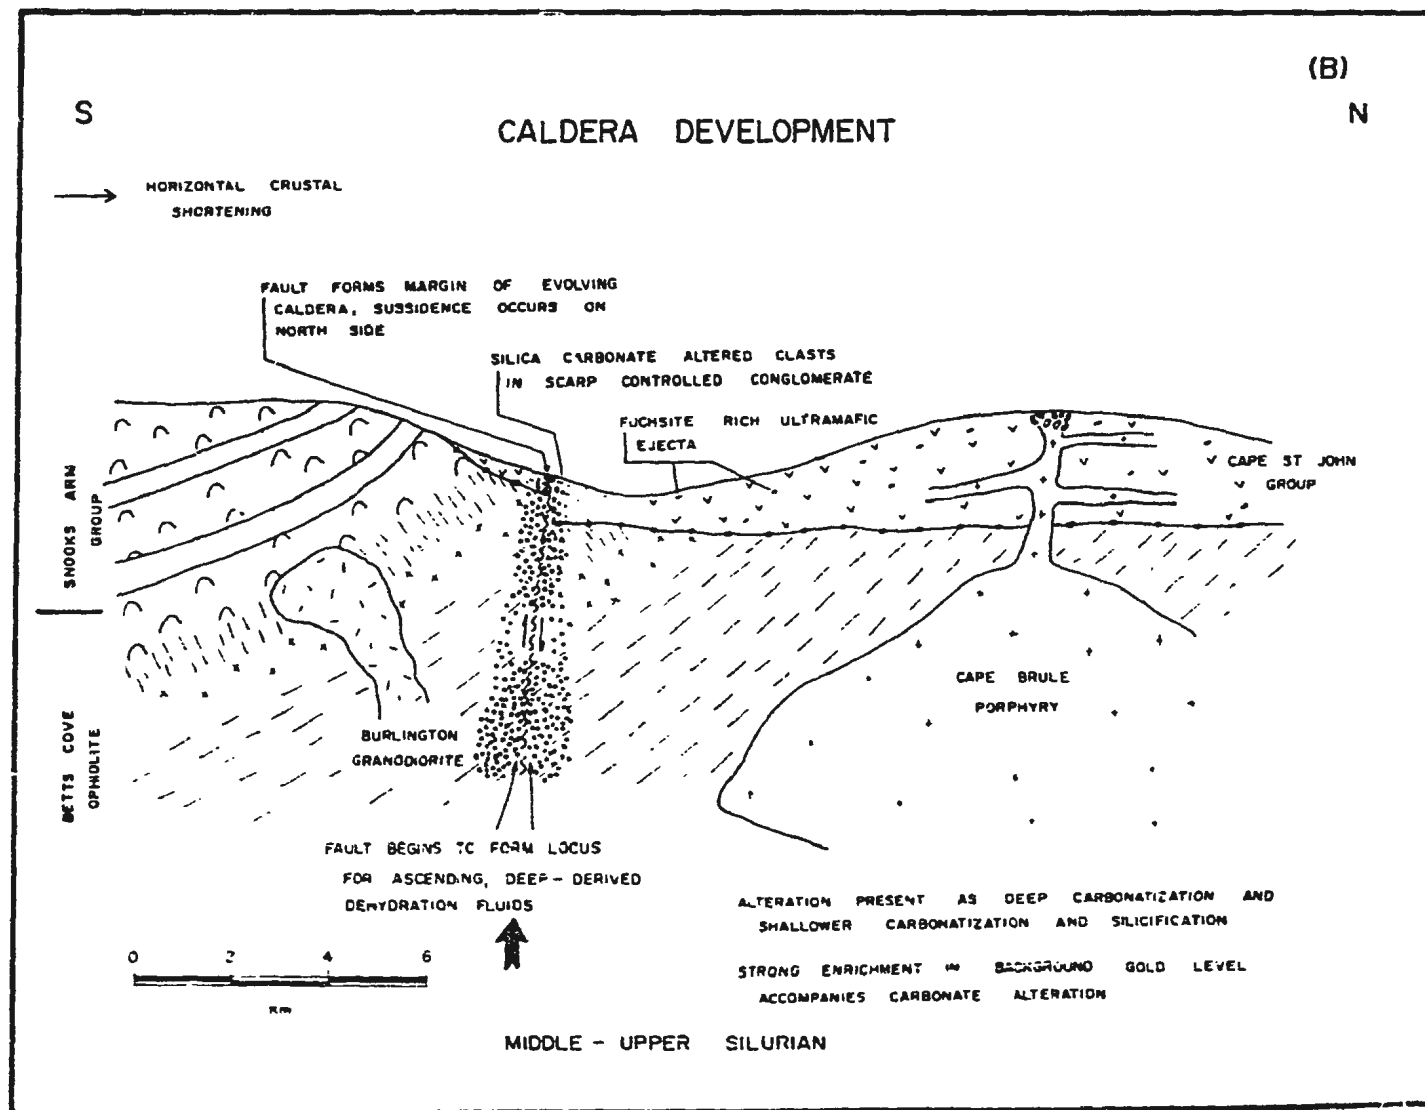 (B)
S
N
CALDERA DEVELOPMENT
HORIZONTAL CRUSTAL
SHORTENING
FAULT FORMS MARGIN OF EVOLVING
CALDERA, SUBSIDENCE OCCURS ON
NORTH SIDE
SILICA CARBONATE ALTERED CLASTS
IN SCARP CONTROLLED CONGLOMERATE
FUCHSITE RICH ULTRAMAFIC
EJECTA
CAPE ST JOHN
GROUP
SNOOKS ARM
GROUP
BETTS COVE
OPHIOLITE
BURLINGTON
GRANODIORITE
CAPE BRULE
PORPHYRY
FAULT BEGINS TO FORM LOCUS
FOR ASCENDING, DEEP-DERIVED
DEHYDRATION FLUIDS
ALTERATION PRESENT AS DEEP CARBONATIZATION AND
SHALLOWER CARBONATIZATION AND SILICIFICATION
STRONG ENRICHMENT IN BACKGROUND GOLD LEVEL
ACCOMPANIES CARBONATE ALTERATION
0 2 4 6
Km
MIDDLE - UPPER SILURIAN